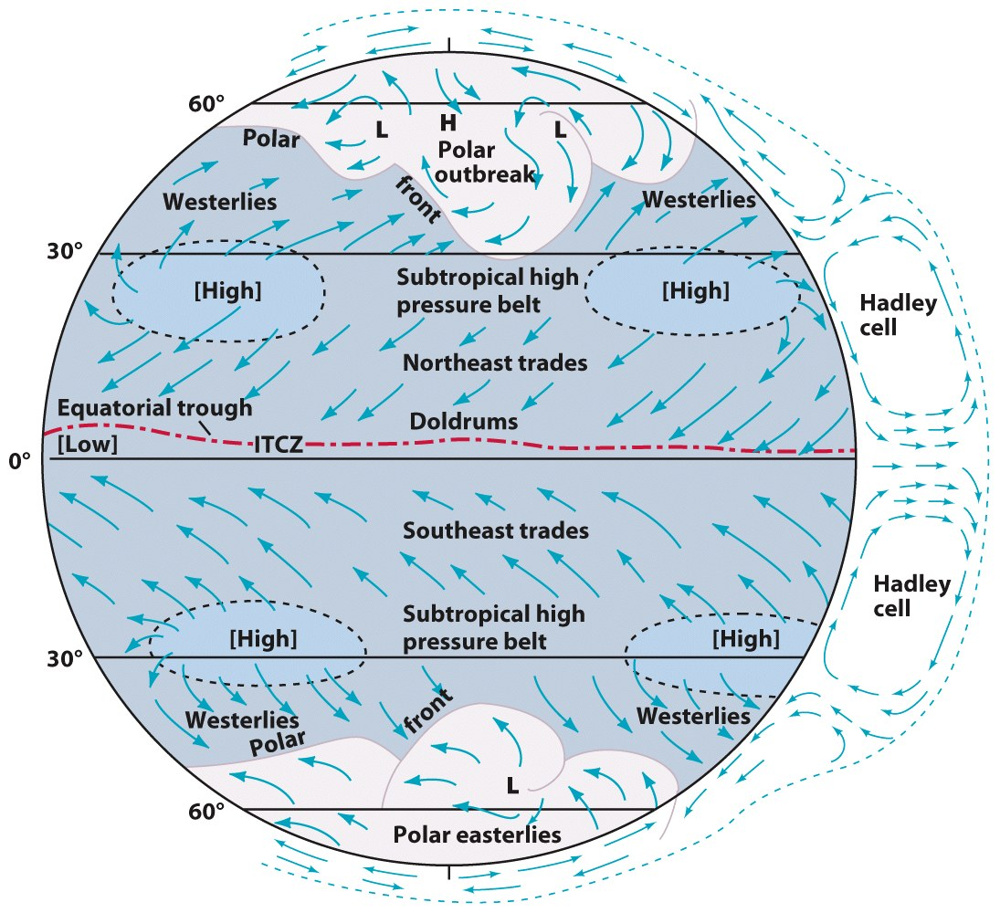 60°
L
H
L
Polar
Polar
outbreak
front
Westerlies
Westerlies
30°
[High]
Subtropical high
pressure belt
[High]
Hadley
cell
Northeast trades
Equatorial trough
Doldrums
[Low]
ITCZ
0°
Southeast trades
Hadley
cell
Subtropical high
pressure belt
[High]
[High]
30°
Westerlies
front
Westerlies
Polar
L
60°
Polar easterlies